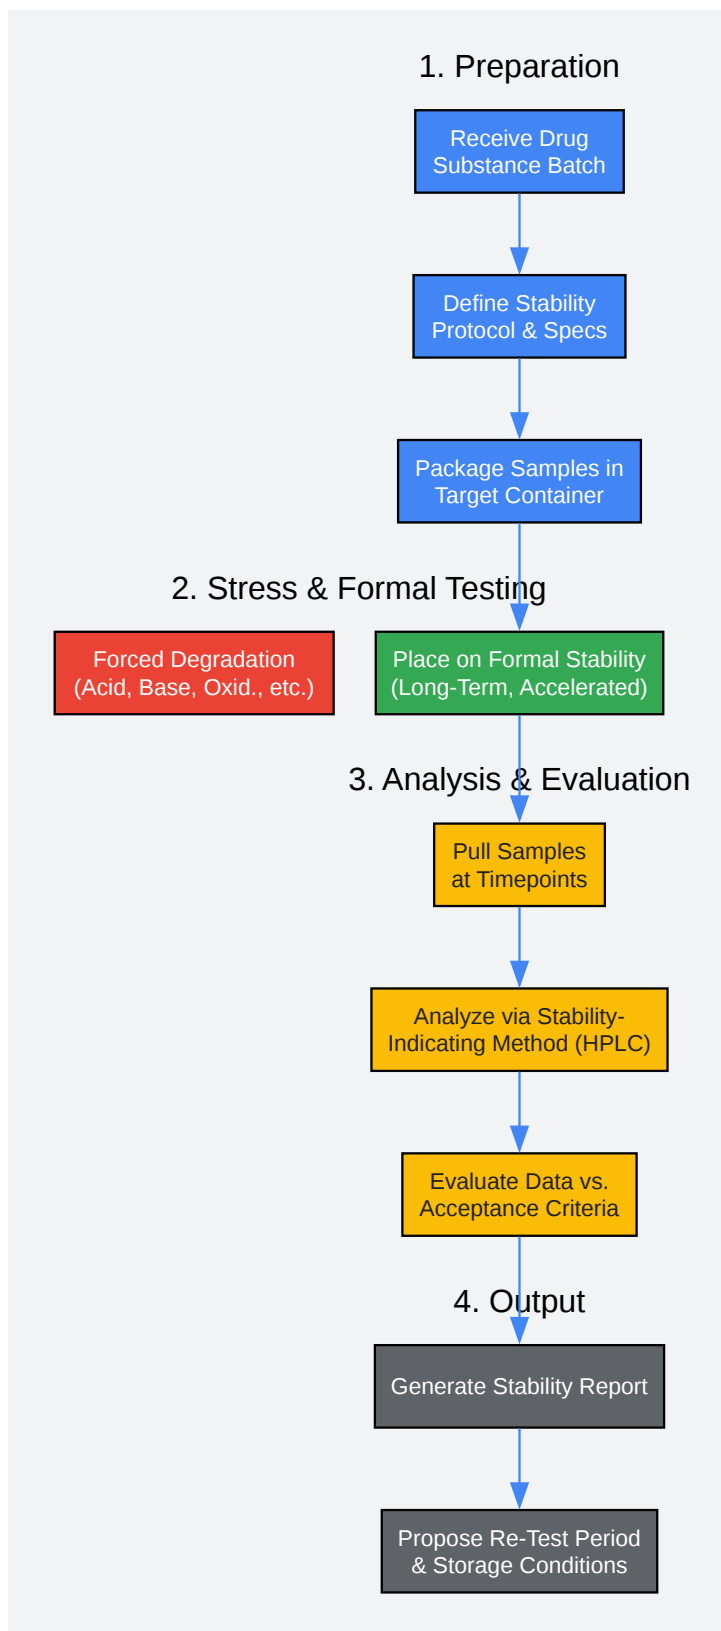 1. Preparation
Receive Drug
Substance Batch
Define Stability
Protocol & Specs
Package Samples in
Target Container
2. Stress & Formal Testing
Forced Degradation
(Acid, Base, Oxid., etc.)
Place on Formal Stability
(Long-Term, Accelerated)
3. Analysis & Evaluation
Pull Samples
at Timepoints
Analyze via Stability-
Indicating Method (HPLC)
Evaluate Data vs.
Acceptance Criteria
4. Output
Generate Stability Report
Propose Re-Test Period
& Storage Conditions